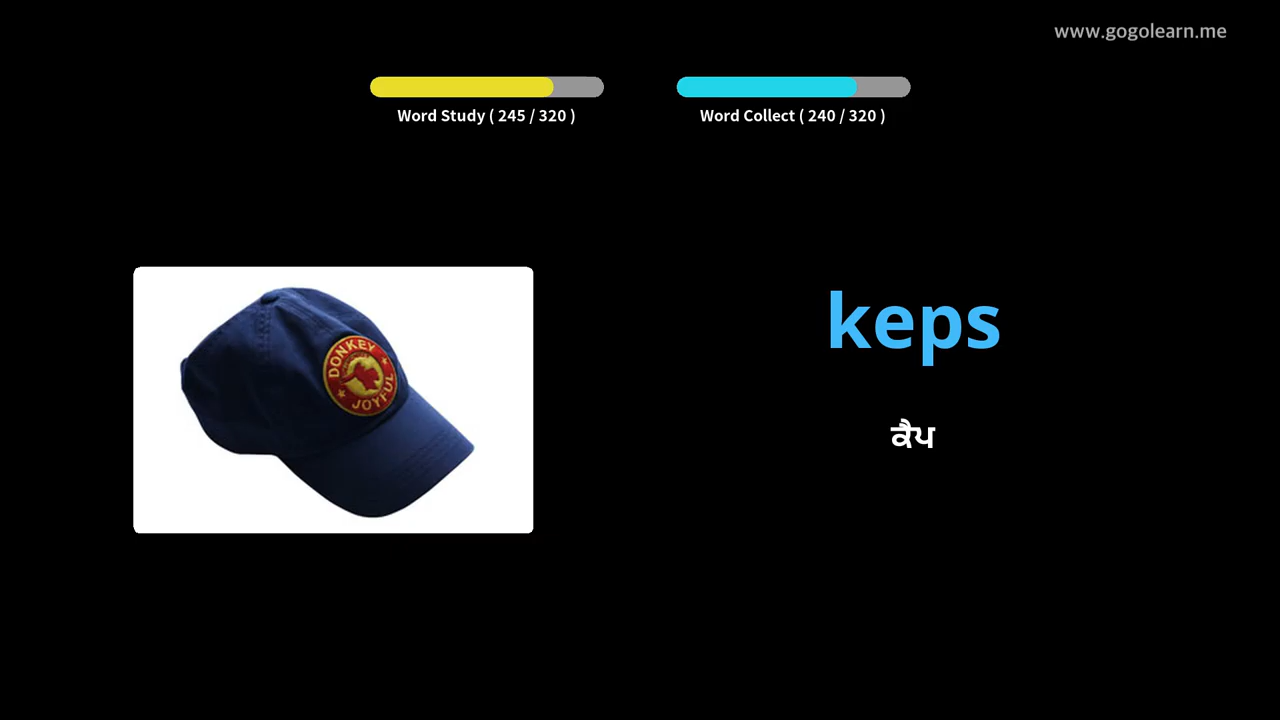 www.gogolearn.me
Word Study ( 245 / 320 )
Word Collect ( 240 / 320 )
DONKEY
JOYFUL
keps
ਕੈਪ